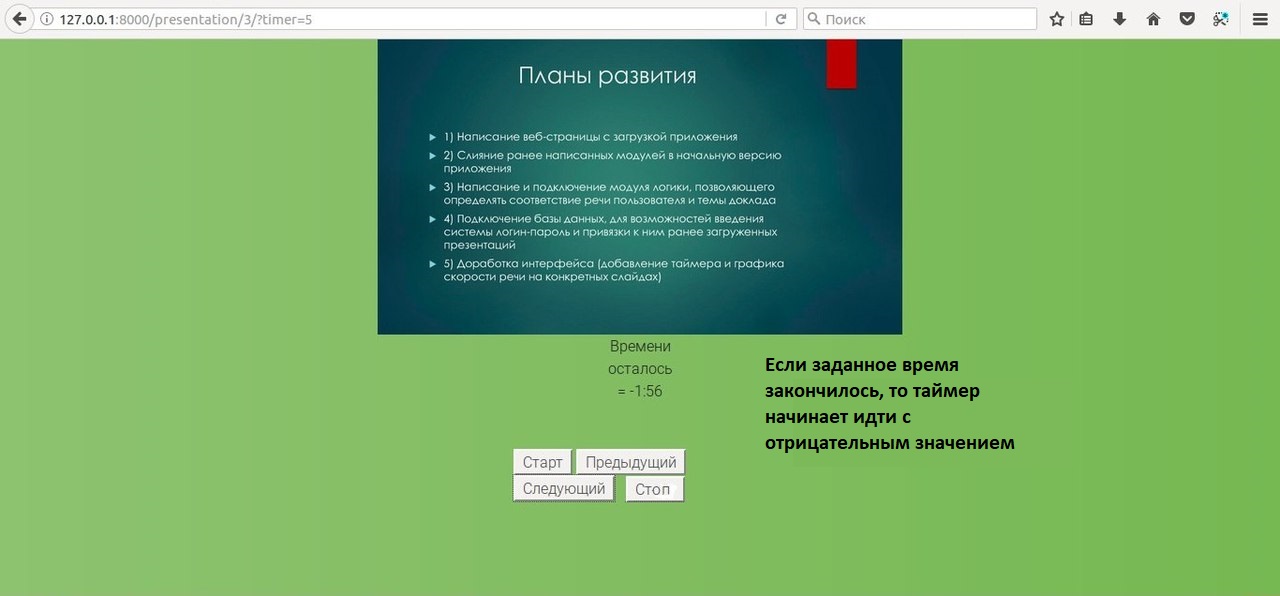 127.0.0.1:8000/presentation/3/?timer=5
Поиск
Планы развития
1) Написание веб-страницы с загрузкой приложения
2) Слияние ранее написанных модулей в начальную версию
приложения
3) Написание и подключение модуля логики, позволяющего
определять соответствие речи пользователя и темы доклада
4) Подключение базы данных, для возможностей введения
системы логин-пароль и привязки к ним ранее загруженных
презентаций
5) Доработка интерфейса (добавление таймера и графика
скорости речи на конкретных слайдах)
Времени
осталось
= -1:56
Если заданное время
закончилось, то таймер
начинает идти с
отрицательным значением
Старт Предыдущий
Следующий Стоп